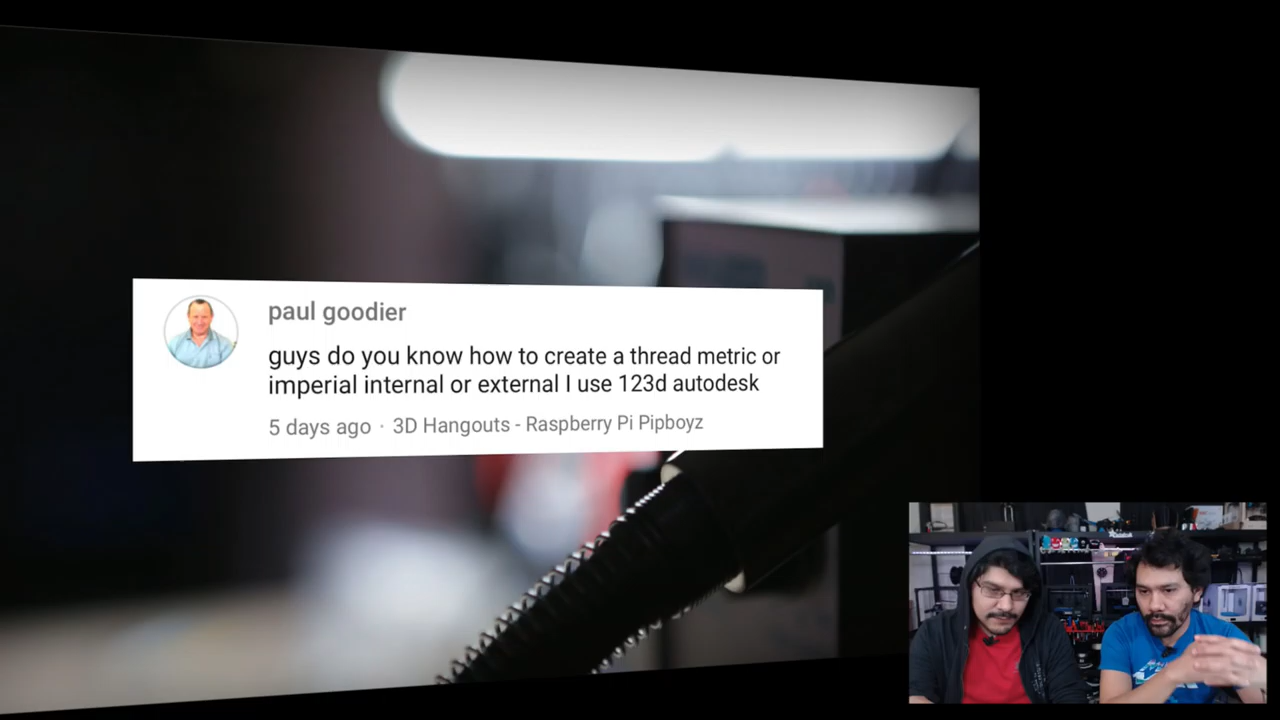 paul goodier
guys do you know how to create a thread metric or
imperial internal or external I use 123d autodesk
5 days ago · 3D Hangouts - Raspberry Pi Pipboyz